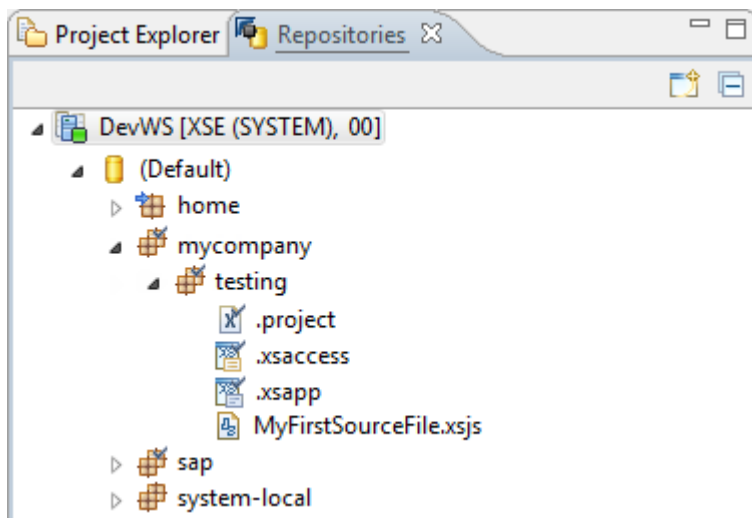 Project Explorer Repositories
DevWS [XSE (SYSTEM), 00]
(Default)
home
mycompany
testing
.project
.xsaccess
.xsapp
MyFirstSourceFile.xsjs
sap
system-local